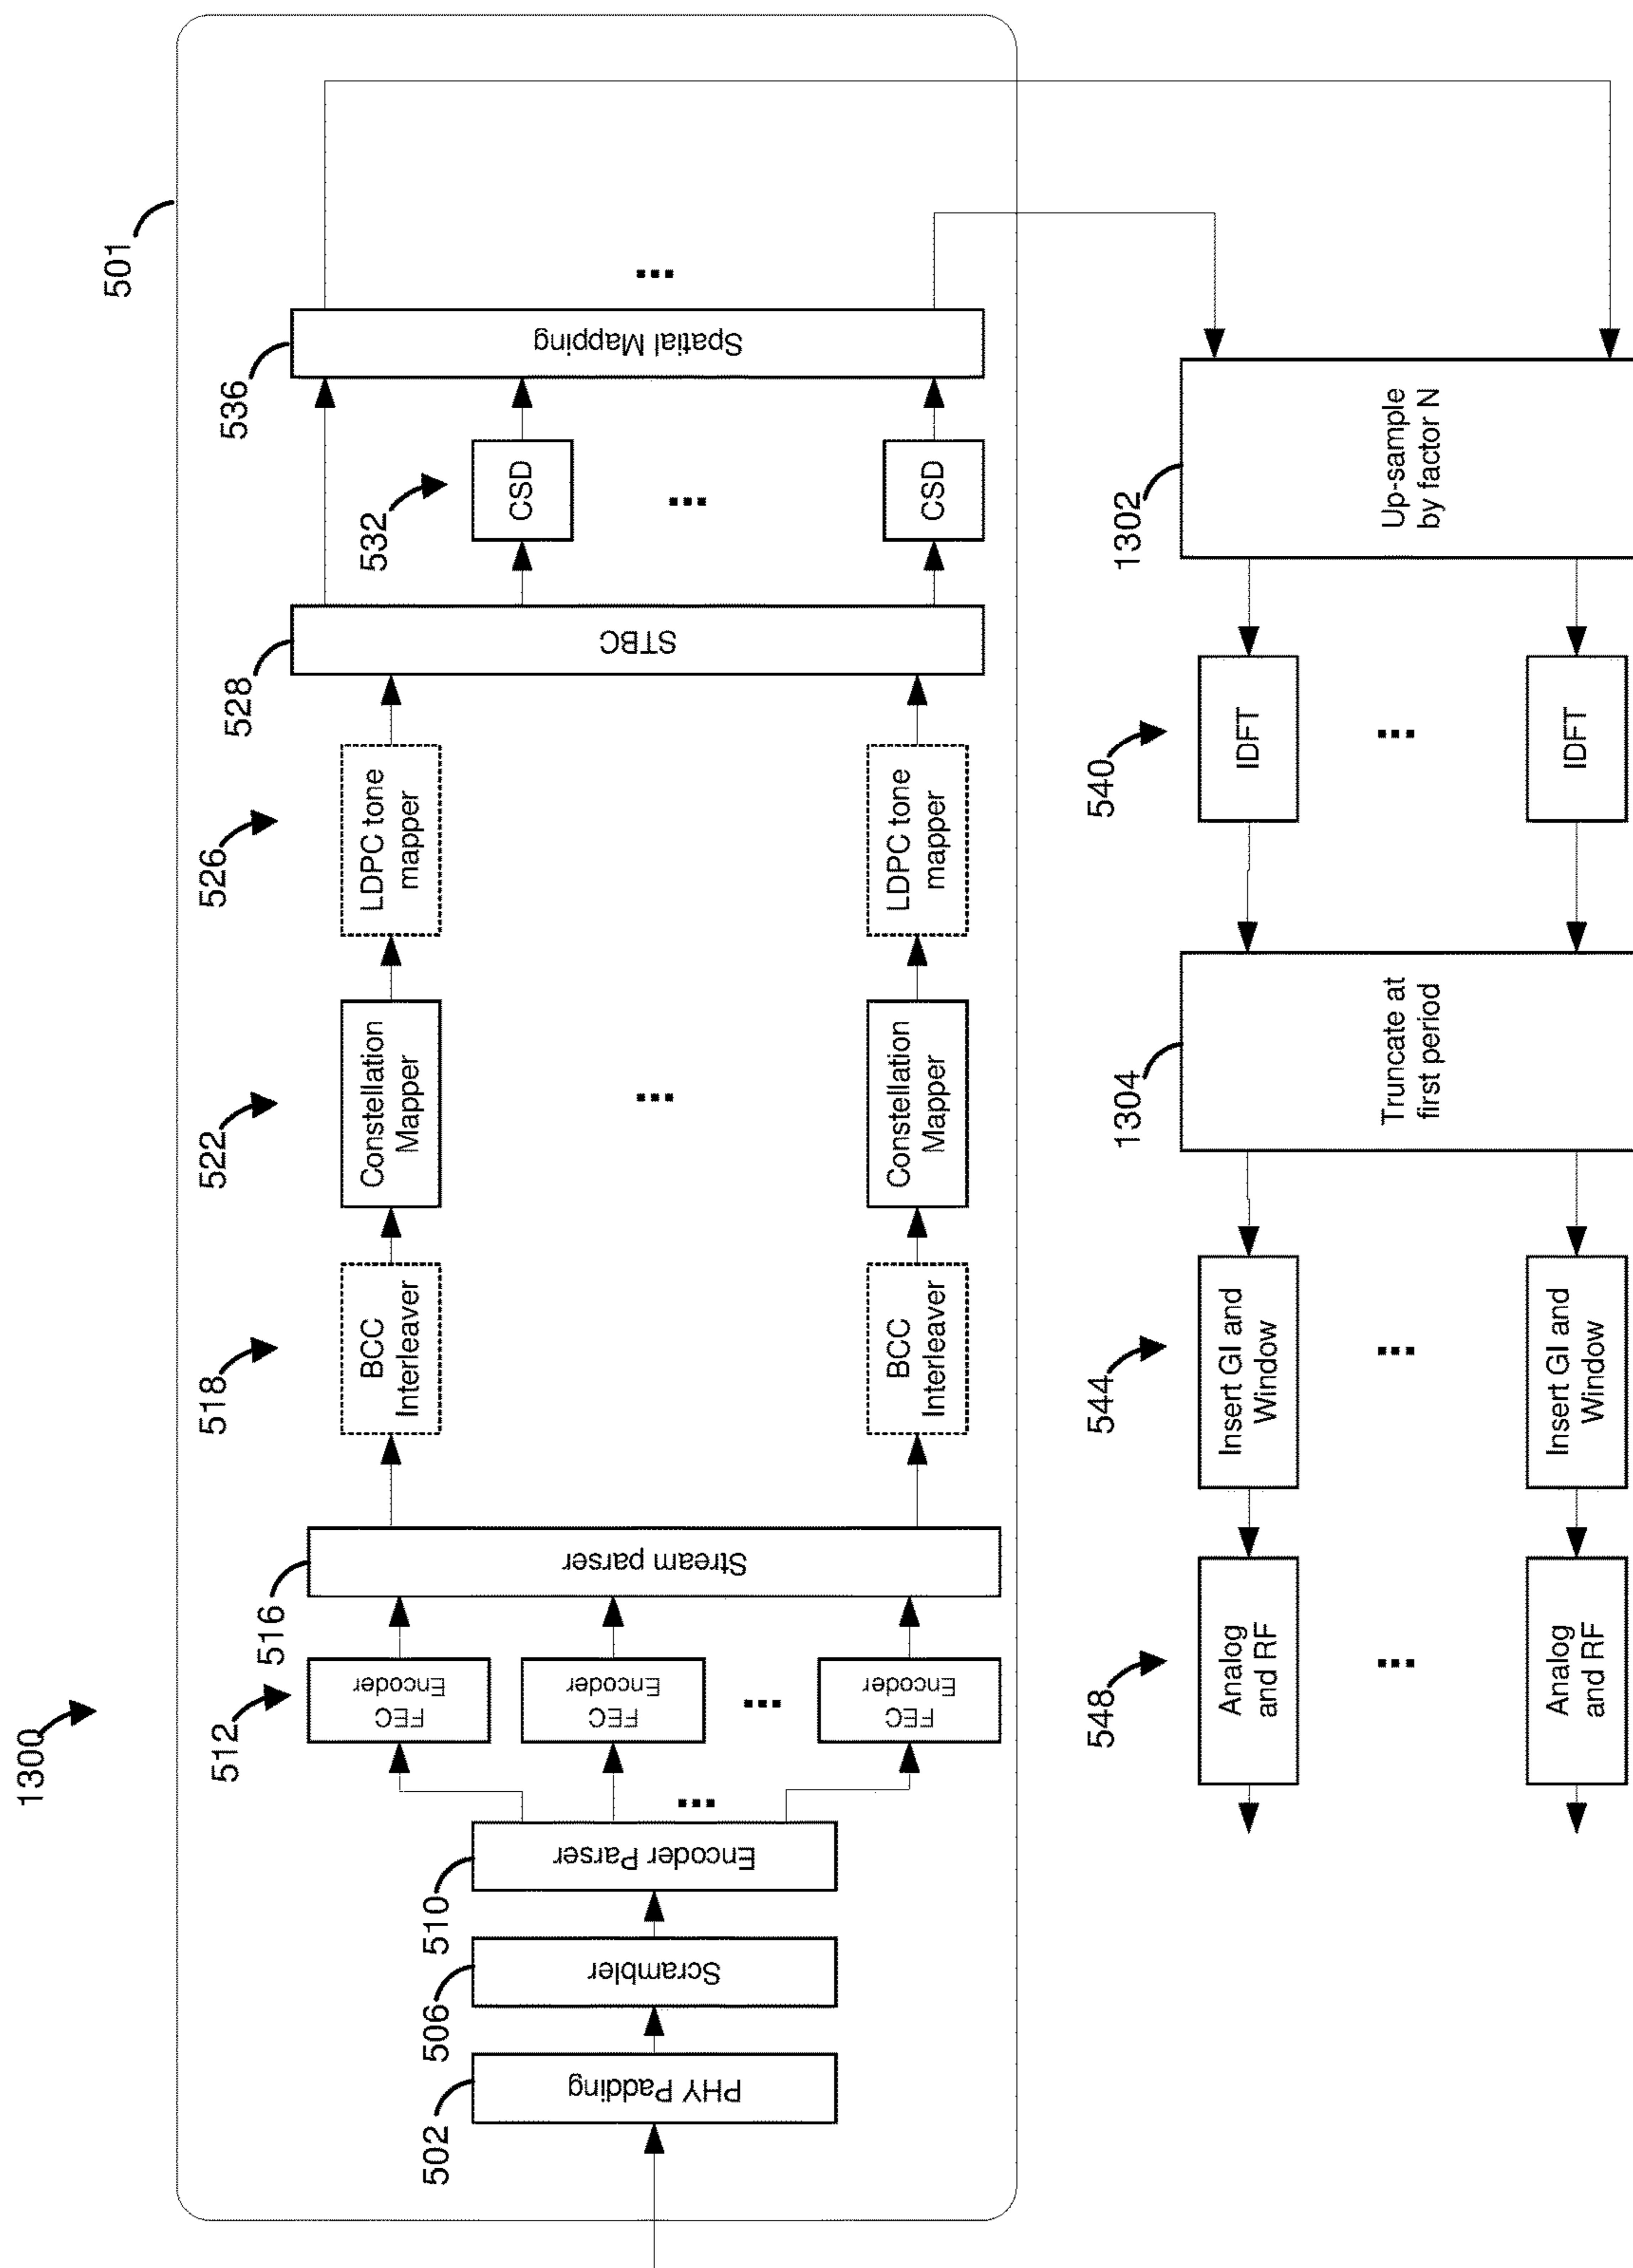 1300
501
502
PHY Padding
506
Scrambler
510
Encoder Parser
...
512
FEC
Encoder
FEC
Encoder
...
FEC
Encoder
516
Stream parser
518
BCC
Interleaver
BCC
Interleaver
522
Constellation
Mapper
...
Constellation
Mapper
526
LDPC tone
mapper
LDPC tone
mapper
528
STBC
532
CSD
...
CSD
536
Spatial Mapping
...
1302
Up-sample
by factor N
540
IDFT
...
IDFT
1304
Truncate at
first period
544
Insert GI and
Window
...
Insert GI and
Window
548
Analog
and RF
...
Analog
and RF